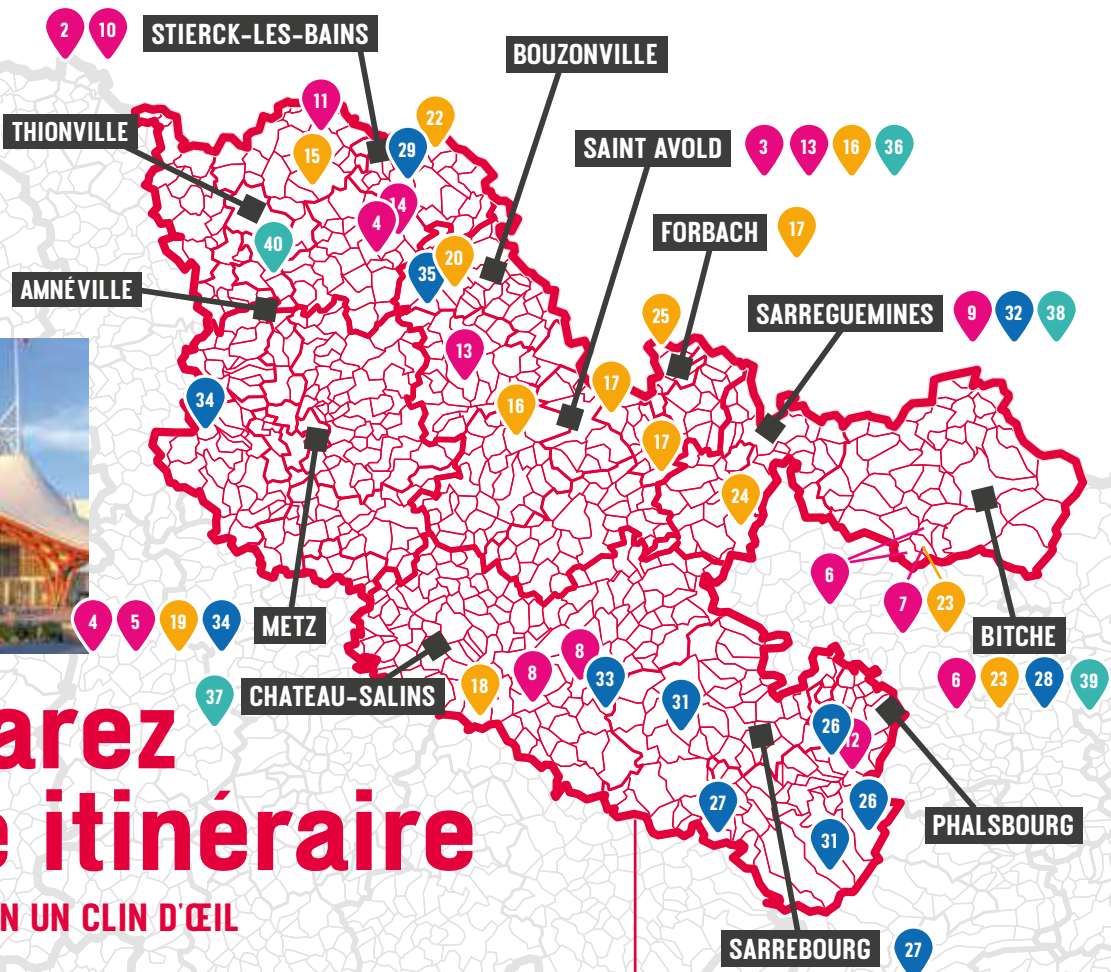 2 10 STIERCK-LES-BAINS
BOUZONVILLE
11
22
THIONVILLE
15
29
SAINT AVOLD 3 13 16 36
14
4
FORBACH 17
40
35 20
AMNÉVILLE
25
SARREGUEMINES 9 32 38
13
17
34
16
17
24
6
7 23
4 5 19 34 METZ
BITCHE
6 23 28 39
8
8
33
18
37 CHATEAU-SALINS
31
26 12
27
26
31
PHALSBOURG
arez
e itinéraire
N UN CLIN D'ŒIL
SARREBOURG 27